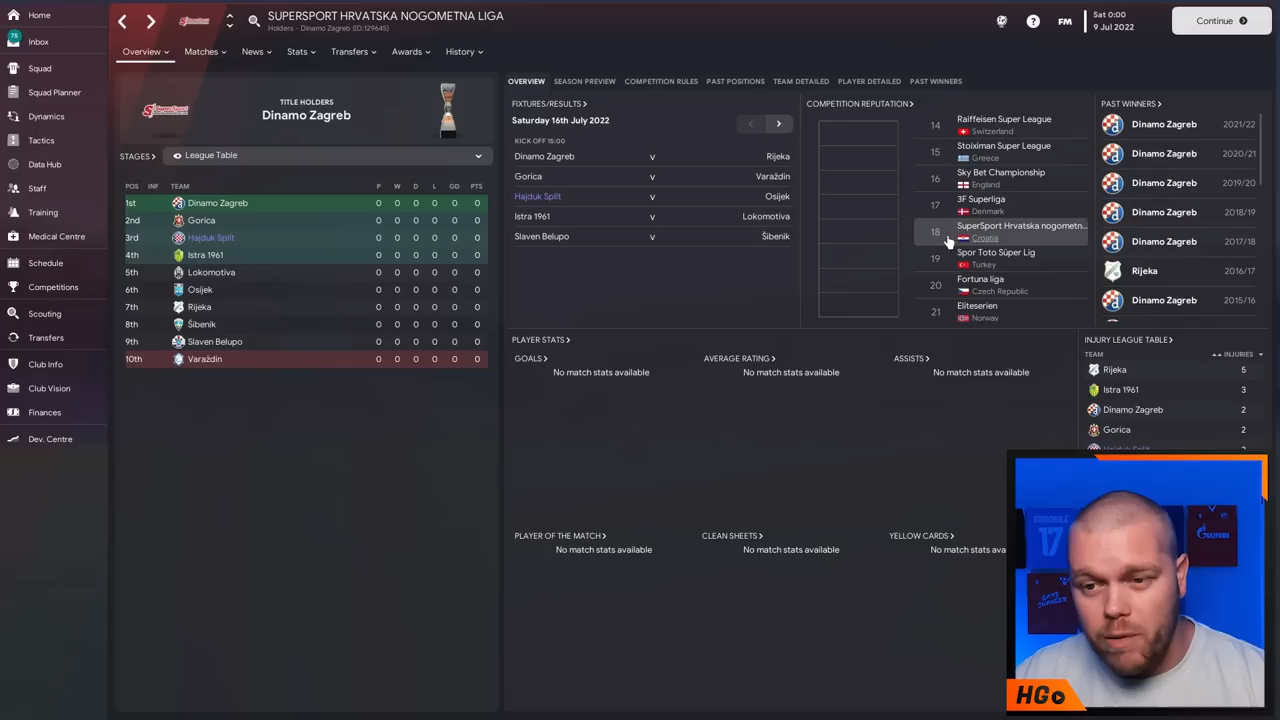 Home
75
Inbox
Squad
Squad Planner
Dynamics
Tactics
Data Hub
Staff
Training
Medical Centre
Schedule
Competitions
Scouting
Transfers
Club Info
Club Vision
Finances
Dev. Centre
SUPERSPORT HRVATSKA NOGOMETNA LIGA
Holders - Dinamo Zagreb (ID:129645)
FM
Sat 0:00
9 Jul 2022
Continue
Overview
Matches
News
Stats
Transfers
Awards
History
SuperSport
TITLE HOLDERS
Dinamo Zagreb
STAGES
League Table
POS INF TEAM P W D L GD PTS
1st Dinamo Zagreb 0 0 0 0 0 0
2nd Gorica 0 0 0 0 0 0
3rd Hajduk Split 0 0 0 0 0 0
4th Istra 1961 0 0 0 0 0 0
5th Lokomotiva 0 0 0 0 0 0
6th Osijek 0 0 0 0 0 0
7th Rijeka 0 0 0 0 0 0
8th Šibenik 0 0 0 0 0 0
9th Slaven Belupo 0 0 0 0 0 0
10th Varaždin 0 0 0 0 0 0
OVERVIEW SEASON PREVIEW COMPETITION RULES PAST POSITIONS TEAM DETAILED PLAYER DETAILED PAST WINNERS
FIXTURES/RESULTS
Saturday 16th July 2022
KICK OFF 15:00
Dinamo Zagreb v Rijeka
Gorica v Varaždin
Hajduk Split v Osijek
Istra 1961 v Lokomotiva
Slaven Belupo v Šibenik
COMPETITION REPUTATION
14 Raiffeisen Super League
Switzerland
15 Stoiximan Super League
Greece
16 Sky Bet Championship
England
17 3F Superliga
Denmark
18 SuperSport Hrvatska nogometn...
Croatia
19 Spor Toto Süper Lig
Turkey
20 Fortuna liga
Czech Republic
21 Eliteserien
Norway
PAST WINNERS
Dinamo Zagreb 2021/22
Dinamo Zagreb 2020/21
Dinamo Zagreb 2019/20
Dinamo Zagreb 2018/19
Dinamo Zagreb 2017/18
Rijeka 2016/17
Dinamo Zagreb 2015/16
PLAYER STATS
GOALS
No match stats available
AVERAGE RATING
No match stats available
ASSISTS
No match stats available
PLAYER OF THE MATCH
No match stats available
CLEAN SHEETS
No match stats available
YELLOW CARDS
No match stats ava
INJURY LEAGUE TABLE
TEAM INJURIES
Rijeka 5
Istra 1961 3
Dinamo Zagreb 2
Gorica 2
Hajduk Split
IMMOBILE
17
GAZPROM
GAME
CHANGER
HG